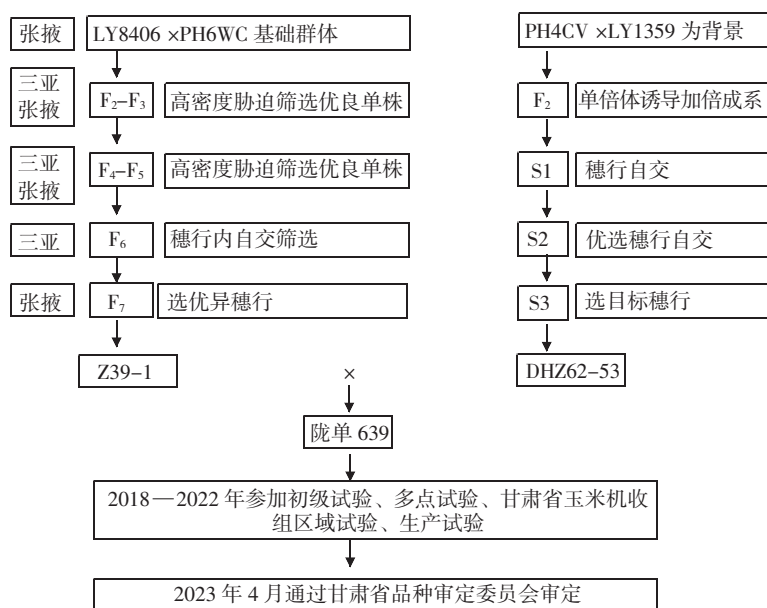 张掖 LY8406 ×PH6WC 基础群体
三亚
张掖
F₂–F₃ 高密度胁迫筛选优良单株
三亚
张掖
F₄–F₅ 高密度胁迫筛选优良单株
三亚 F₆ 穗行内自交筛选
张掖 F₇ 选优异穗行
Z39–1
PH4CV ×LY1359 为背景
F₂ 单倍体诱导加倍成系
S1 穗行自交
S2 优选穗行自交
S3 选目标穗行
DHZ62–53
×
陇单 639
2018—2022 年参加初级试验、多点试验、甘肃省玉米机收
组区域试验、生产试验
2023 年 4 月通过甘肃省品种审定委员会审定